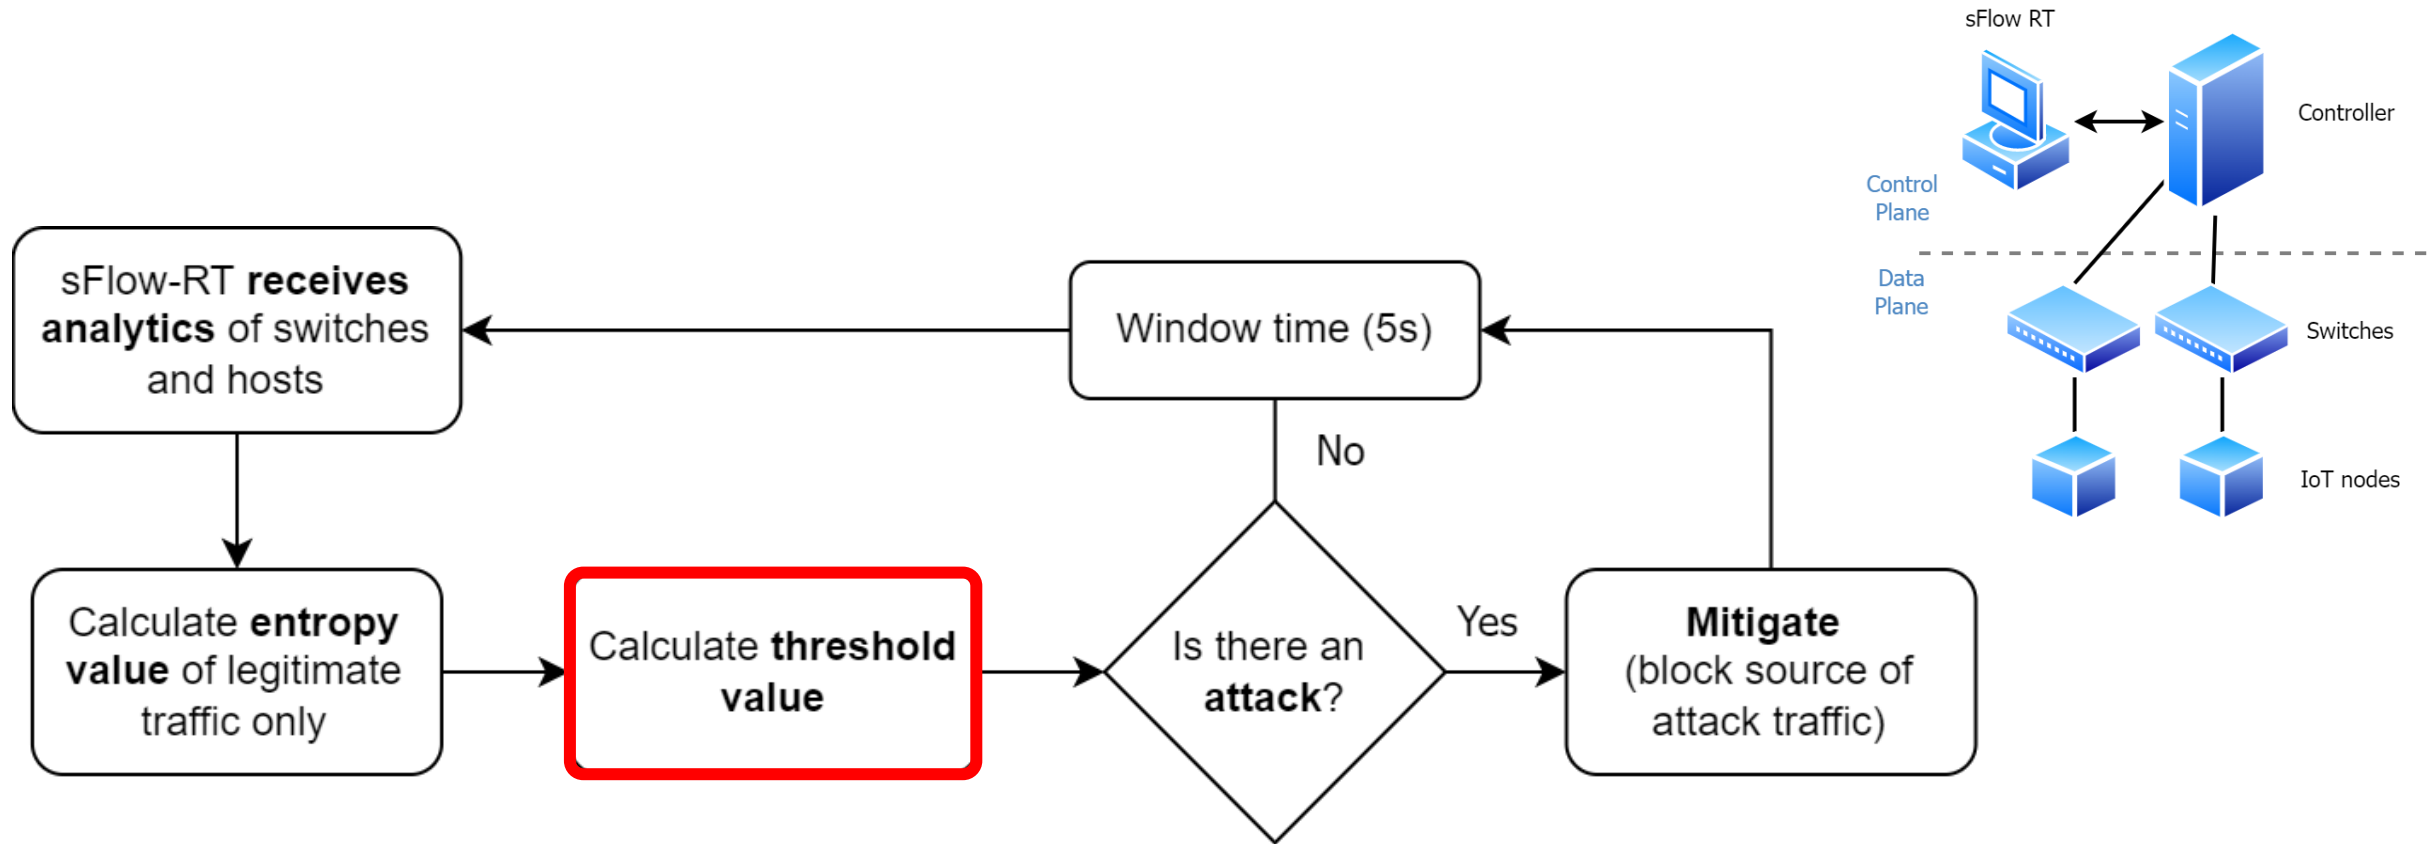 sFlow RT
Controller
Control
Plane
Data
Plane
Switches
IoT nodes
sFlow-RT receives
analytics of switches
and hosts
Window time (5s)
No
Calculate entropy
value of legitimate
traffic only
Calculate threshold
value
Is there an
attack?
Yes
Mitigate
(block source of
attack traffic)